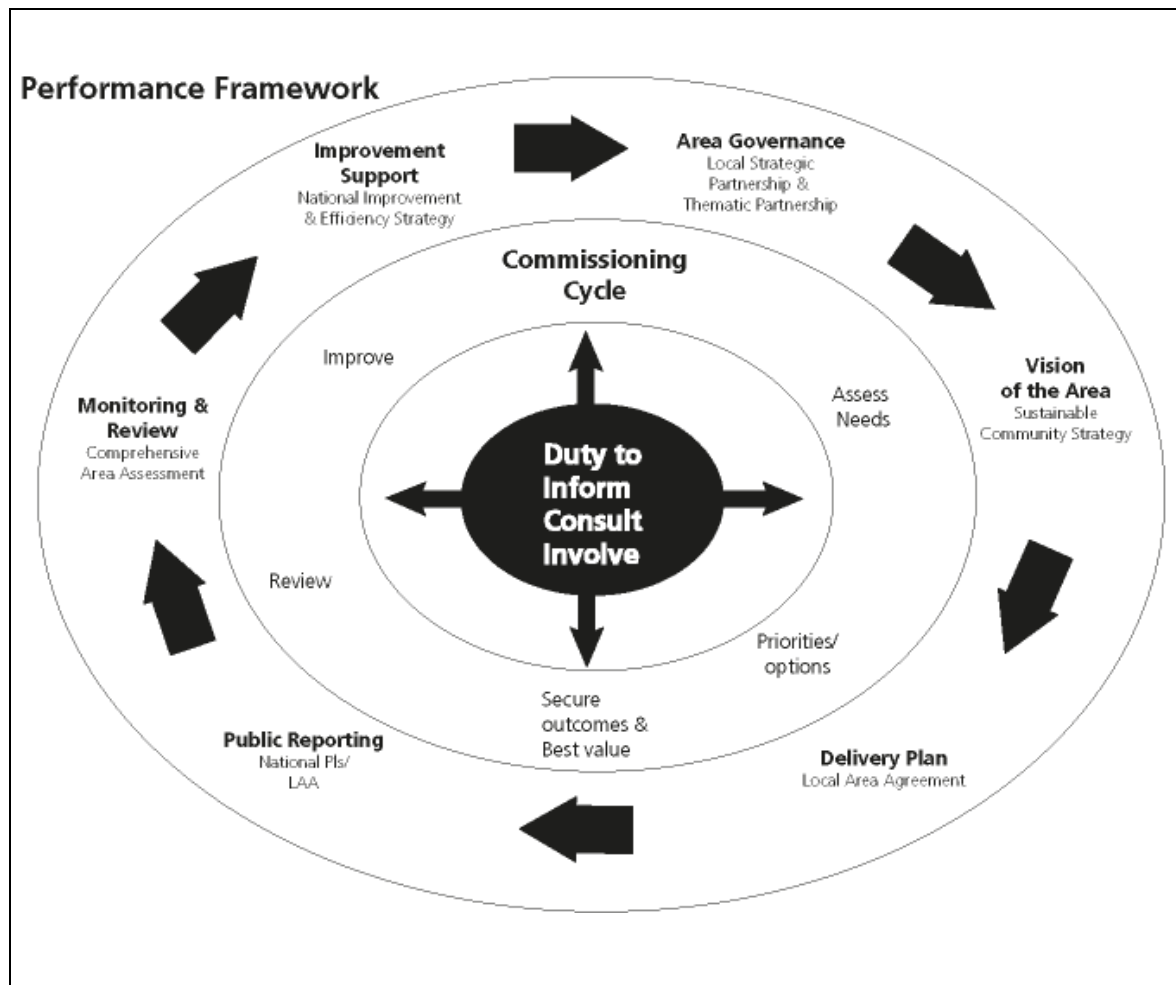 Performance Framework
Improvement
Support
National Improvement
& Efficiency Strategy
Area Governance
Local Strategic
Partnership &
Thematic Partnership
Vision
of the Area
Sustainable
Community Strategy
Delivery Plan
Local Area Agreement
Public Reporting
National PIs/
LAA
Monitoring &
Review
Comprehensive
Area Assessment
Commissioning
Cycle
Assess
Needs
Priorities/
options
Secure
outcomes &
Best value
Review
Improve
Duty to
Inform
Consult
Involve